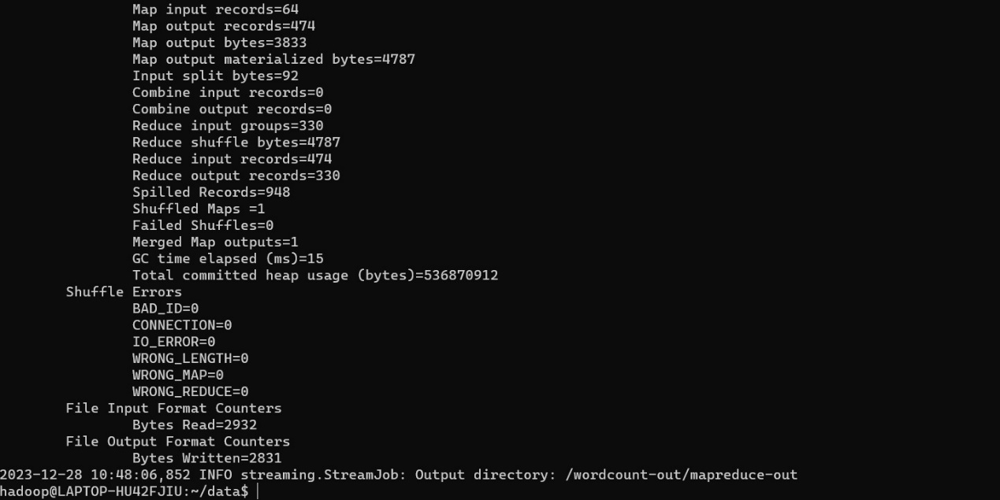 Map input records=64
Map output records=474
Map output bytes=3833
Map output materialized bytes=4787
Input split bytes=92
Combine input records=0
Combine output records=0
Reduce input groups=330
Reduce shuffle bytes=4787
Reduce input records=474
Reduce output records=330
Spilled Records=948
Shuffled Maps =1
Failed Shuffles=0
Merged Map outputs=1
GC time elapsed (ms)=15
Total committed heap usage (bytes)=536870912
Shuffle Errors
BAD_ID=0
CONNECTION=0
IO_ERROR=0
WRONG_LENGTH=0
WRONG_MAP=0
WRONG_REDUCE=0
File Input Format Counters
Bytes Read=2932
File Output Format Counters
Bytes Written=2831
2023-12-28 10:48:06,852 INFO streaming.StreamJob: Output directory: /wordcount-out/mapreduce-out
hadoop@LAPTOP-HU42FJIU:~/data$